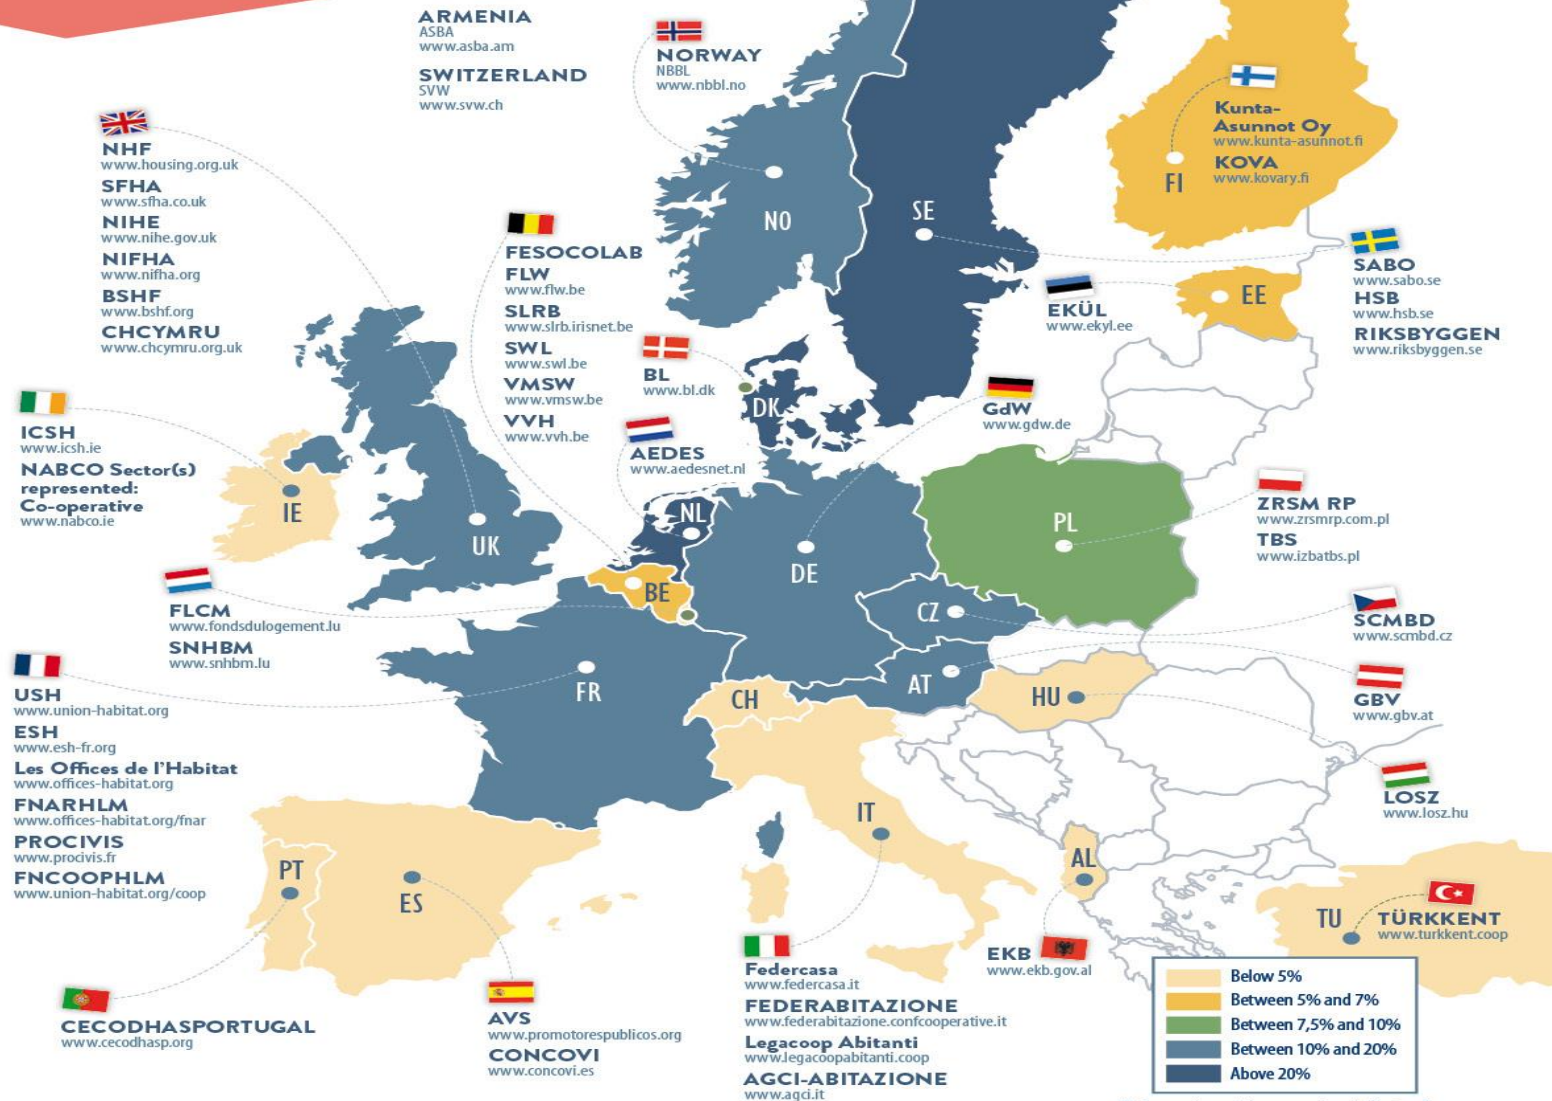 ARMENIA
ASBA
www.asba.am
SWITZERLAND
SVW
www.svw.ch
NORWAY
NBBL
www.nbbl.no
Kunta-
Asunnot Oy
www.kunta-asunnot.fi
KOVA
www.kovary.fi
NHF
www.housing.org.uk
SFHA
www.sfha.co.uk
NIHE
www.nihe.gov.uk
NIFHA
www.nifha.org
BSHF
www.bshf.org
CHCYMRU
www.chcymru.org.uk
FESOCOLAB
FLW
www.flw.be
SLRB
www.slrb.irisnet.be
SWL
www.swl.be
VMSW
www.vmsw.be
VVH
www.vvh.be
BL
www.bl.dk
AEDES
www.aedesnet.nl
EKÜL
www.ekyl.ee
SABO
www.sabo.se
HSB
www.hsb.se
RIKSBYGGEN
www.riksbyggen.se
GdW
www.gdw.de
ICSH
www.icsh.ie
NABCO Sector(s)
represented:
Co-operative
www.nabco.ie
ZRSM RP
www.zrsmrp.com.pl
TBS
www.izbatbs.pl
FLCM
www.fondsdulogement.lu
SNHBM
www.snhbm.lu
SCMBD
www.scmbd.cz
GBV
www.gbv.at
LOSZ
www.losz.hu
USH
www.union-habitat.org
ESH
www.esh-fr.org
Les Offices de l'Habitat
www.offices-habitat.org
FNARHLM
www.offices-habitat.org/fnar
PROCIVIS
www.procivis.fr
FNCOOPHLM
www.union-habitat.org/coop
CECODHASPORTUGAL
www.cecodhasp.org
AVS
www.promotorespublicos.org
CONCOVI
www.concovi.es
Federcasa
www.federcasa.it
FEDERABITAZIONE
www.federabitazione.confcooperative.it
Legacoop Abitanti
www.legacoopabitanti.coop
AGCI-ABITAZIONE
www.agci.it
EKB
www.ekb.gov.al
TÜRKKENT
www.turkkent.coop
NO
SE
FI
EE
DK
IE
UK
NL
BE
DE
PL
CZ
FR
CH
AT
HU
IT
PT
ES
AL
TU
Below 5%
Between 5% and 7%
Between 7,5% and 10%
Between 10% and 20%
Above 20%